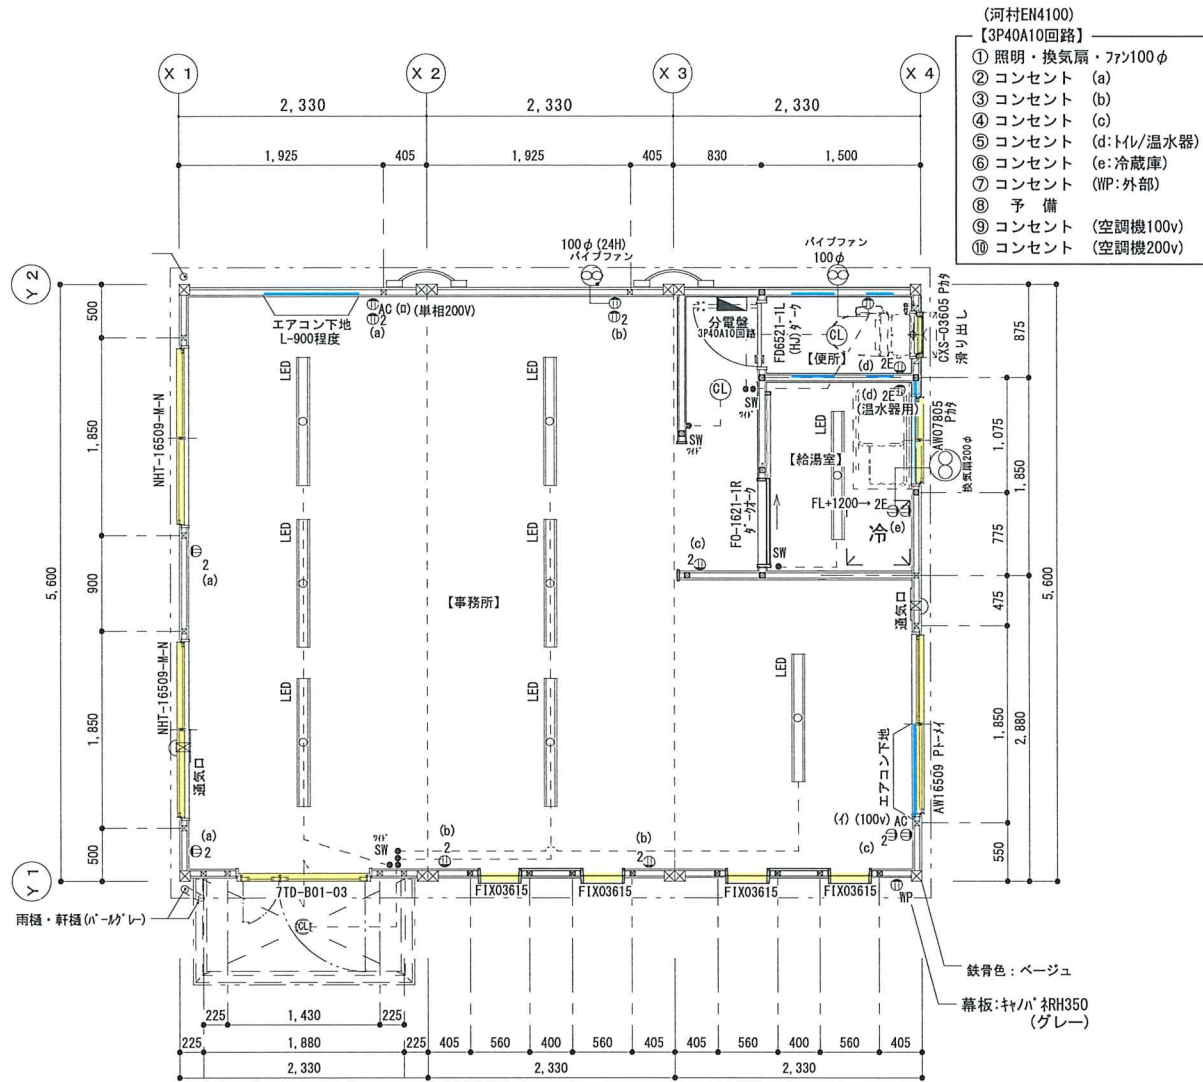 (河村EN4100)
【3P40A10回路】
① 照明・換気扇・ファン100φ
② コンセント (a)
③ コンセント (b)
④ コンセント (c)
⑤ コンセント (d:トイレ/温水器)
⑥ コンセント (e:冷蔵庫)
⑦ コンセント (WP:外部)
⑧ 予 備
⑨ コンセント (空調機100v)
⑩ コンセント (空調機200v)
X 1
X 2
X 3
X 4
2,330
2,330
2,330
1,925
405
1,925
405
830
1,500
100φ(24H)
パイプファン
パイプファン
100φ
Y 2
エアコン下地
L-900程度
AC (ロ) (単相200V)
2
(a)
2
(b)
分電盤
3P40A10回路
FD6521-1L
(HJ)ダーク
CL
【便所】
(d)
2E
CXS-03605 Pカタ
滑り出し
500
875
LED
LED
CL
SW
ワイド
SW
ワイド
(d) 2E
(温水器用)
LED
AW07805
Pカタ
【給湯室】
換気扇200φ
FL+1200→ 2E
(e)
冷
FO-1621-1R
ダークオーク
SW
NHT-16509-M-N
1,850
1,075
1,850
775
2
(a)
(c)
2
LED
LED
900
5,600
【事務所】
475
5,600
通気口
NHT-16509-M-N
LED
LED
LED
1,850
通気口
エアコン下地
AW16509 Pトーメイ
1,850
2,880
(イ) (100v) AC
2
(c)
(a)
2
ワイド
SW
(b)
2
(b)
2
500
550
Y 1
7TD-B01-03
FIX03615
FIX03615
FIX03615
FIX03615
WP
雨樋・軒樋(パールグレー)
CL
鉄骨色:ベージュ
幕板:キャノパネRH350
(グレー)
225
1,430
225
225
1,880
225
405
560
400
560
405
405
560
400
560
405
2,330
2,330
2,330